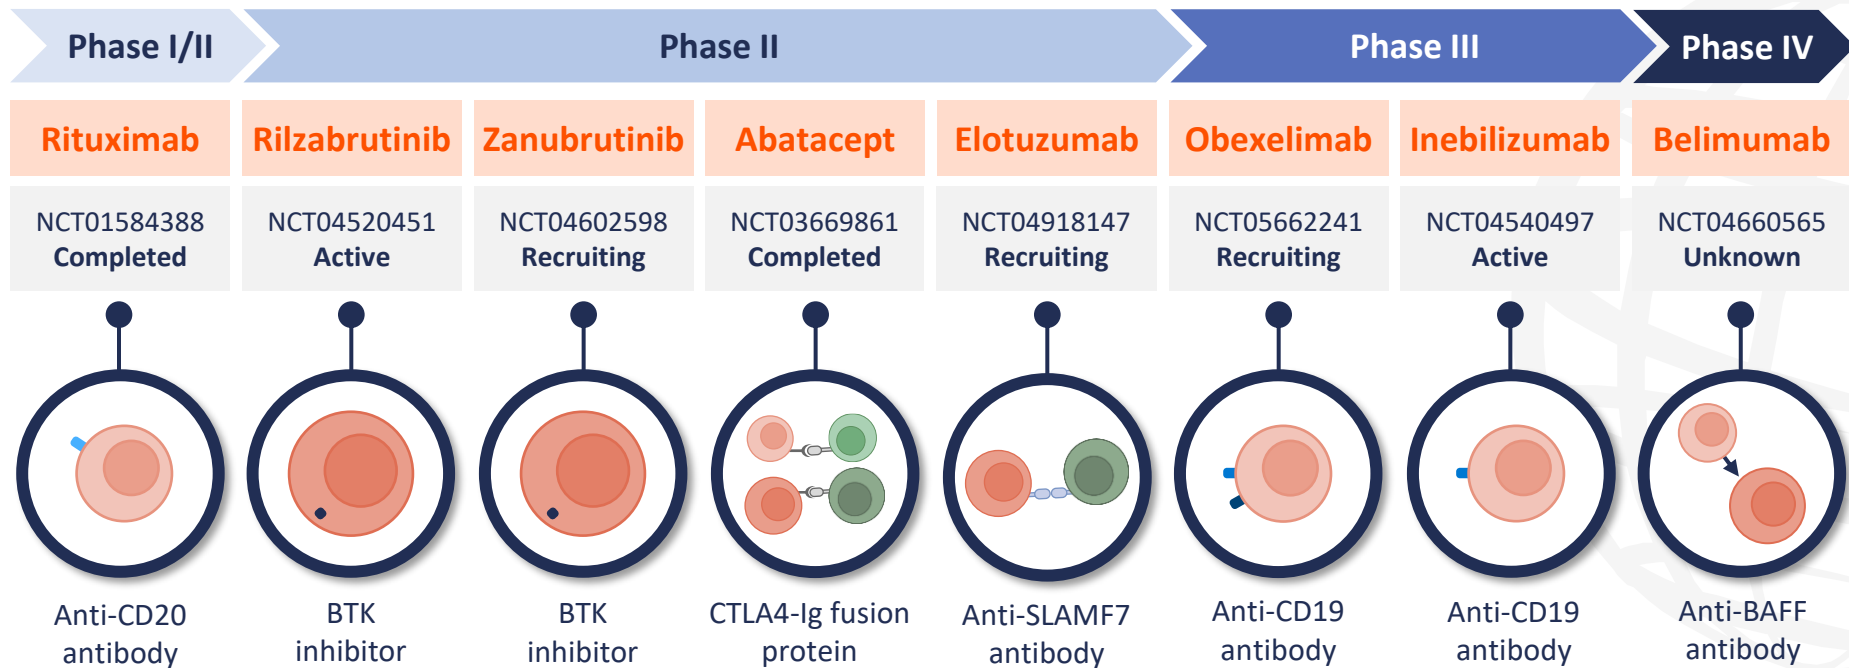 Phase I/II
Phase II
Phase III
Phase IV
Rituximab
Rilzabrutinib
Zanubrutinib
Abatacept
Elotuzumab
Obexelimab
Inebilizumab
Belimumab
NCT01584388
Completed
NCT04520451
Active
NCT04602598
Recruiting
NCT03669861
Completed
NCT04918147
Recruiting
NCT05662241
Recruiting
NCT04540497
Active
NCT04660565
Unknown
Anti-CD20
antibody
BTK
inhibitor
BTK
inhibitor
CTLA4-Ig fusion
protein
Anti-SLAMF7
antibody
Anti-CD19
antibody
Anti-CD19
antibody
Anti-BAFF
antibody